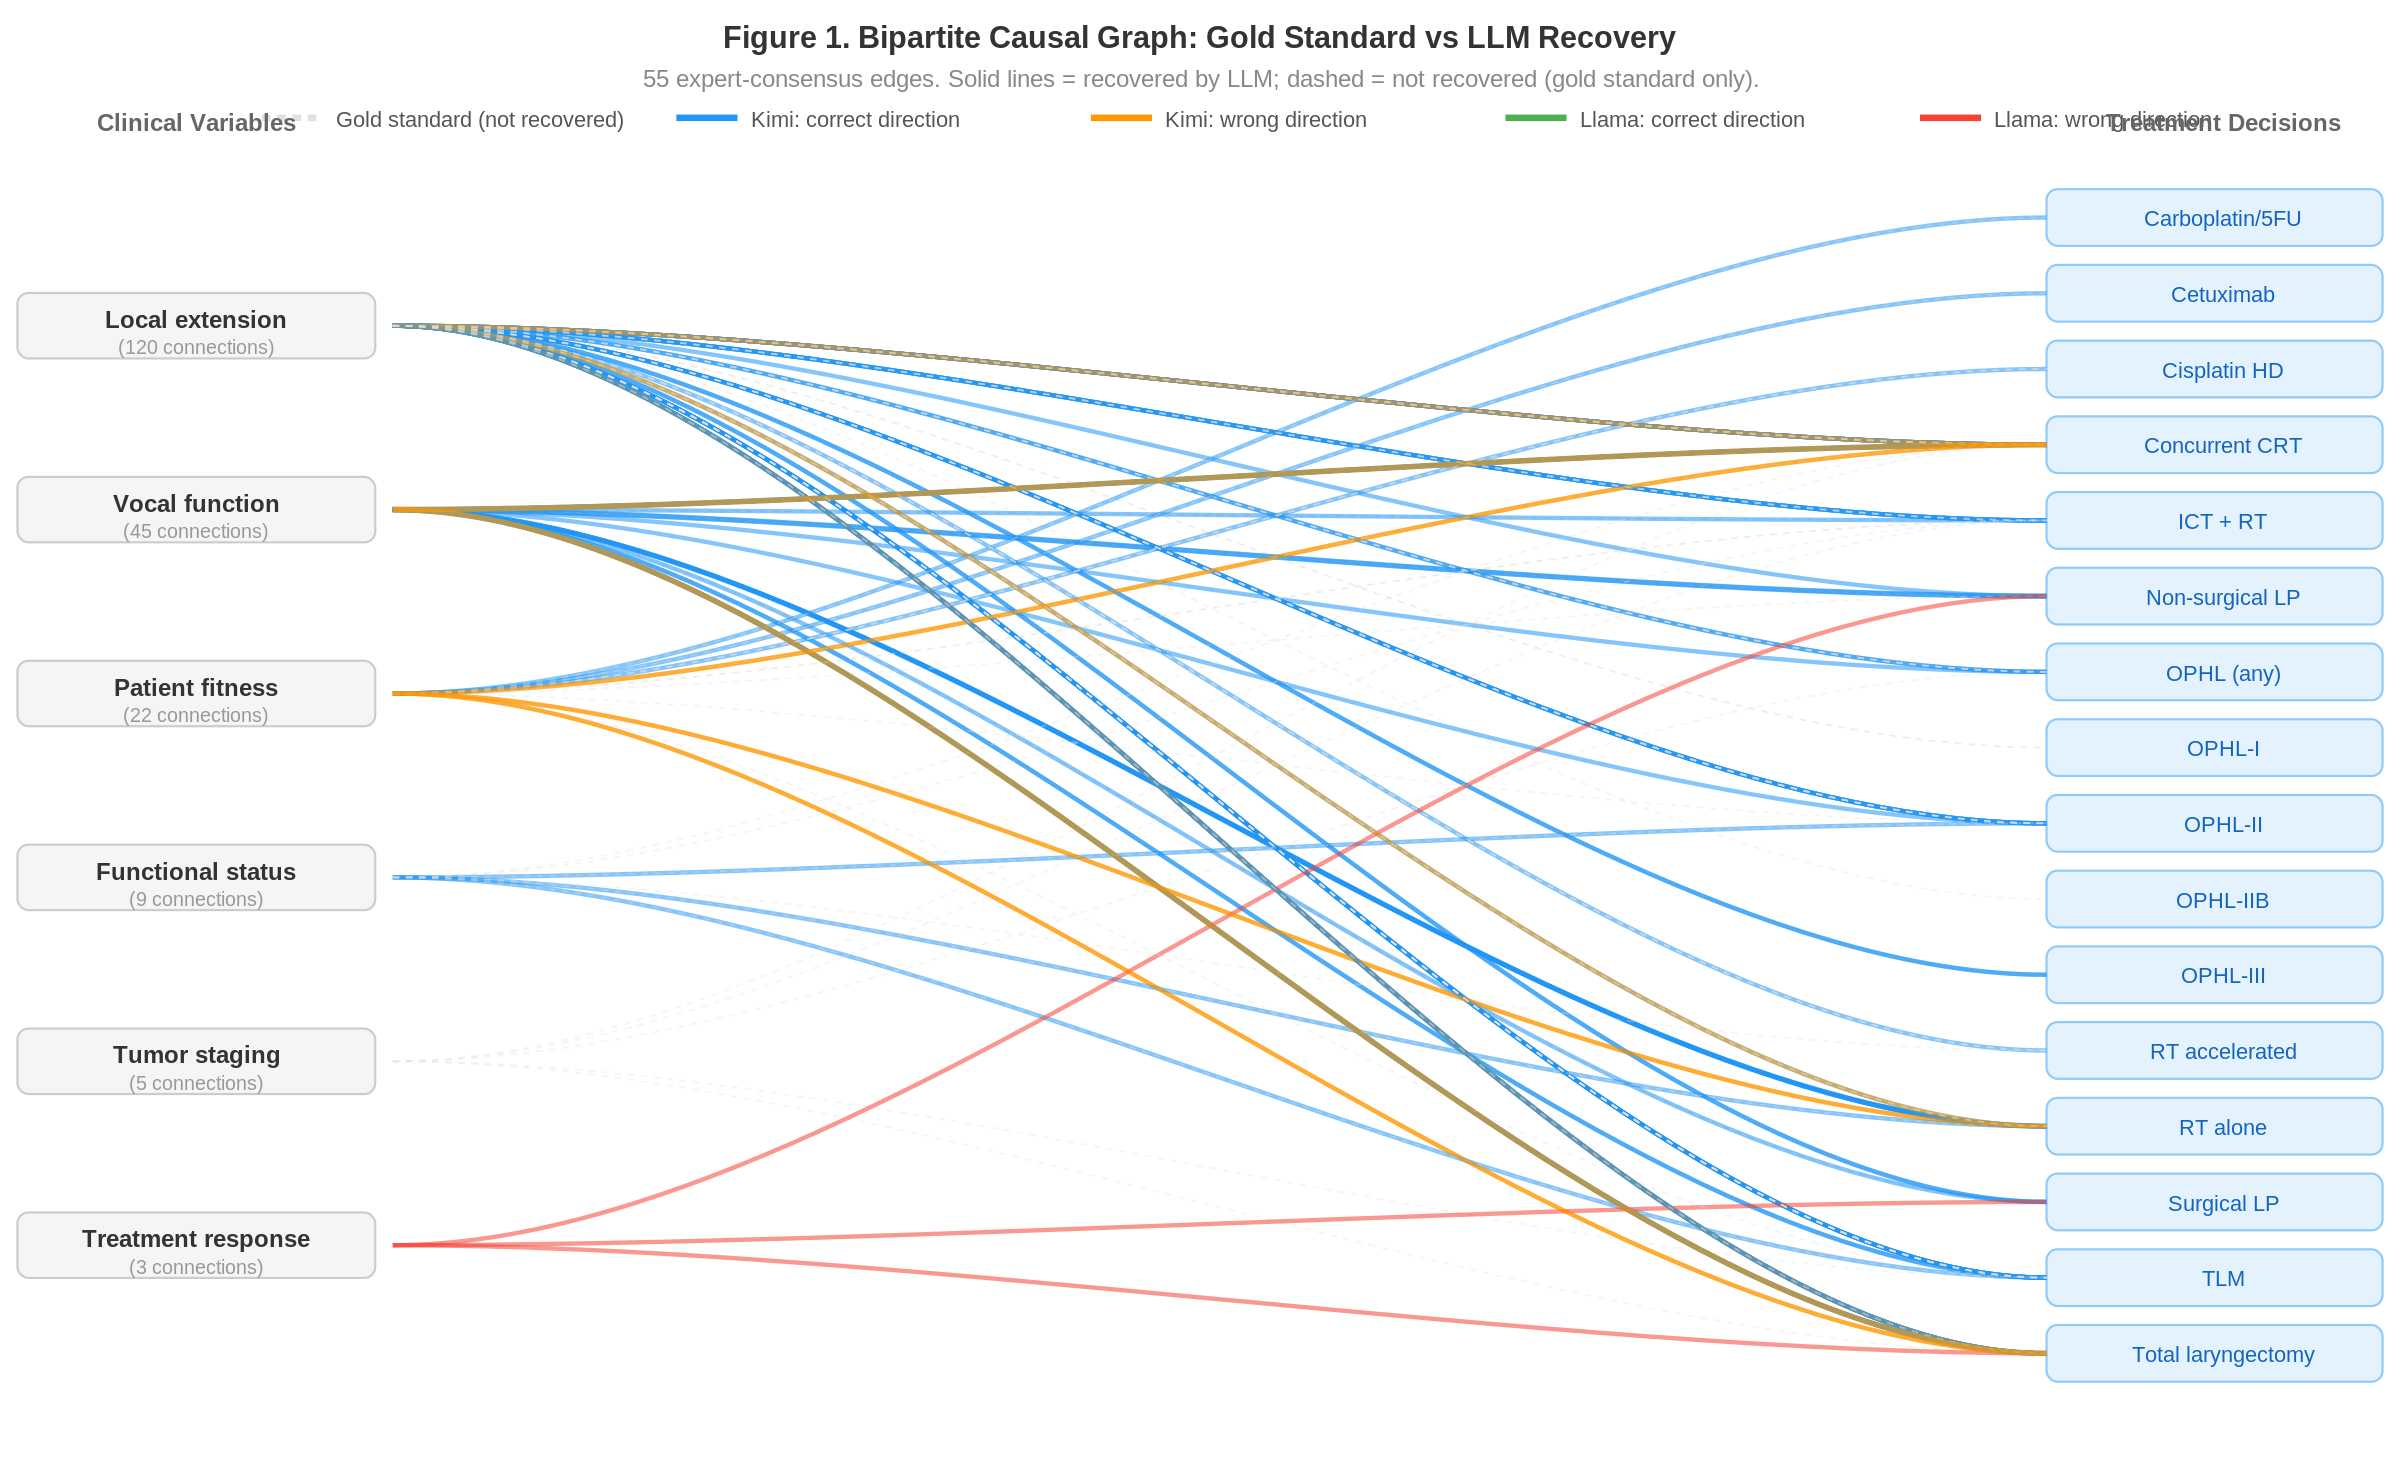 Figure 1. Bipartite Causal Graph: Gold Standard vs LLM Recovery
55 expert-consensus edges. Solid lines = recovered by LLM; dashed = not recovered (gold standard only).
Clinical Variables
Gold standard (not recovered)
Kimi: correct direction
Kimi: wrong direction
Llama: correct direction
Llama: wrong direction
Treatment Decisions
Local extension
(120 connections)
Vocal function
(45 connections)
Patient fitness
(22 connections)
Functional status
(9 connections)
Tumor staging
(5 connections)
Treatment response
(3 connections)
Carboplatin/5FU
Cetuximab
Cisplatin HD
Concurrent CRT
ICT + RT
Non-surgical LP
OPHL (any)
OPHL-I
OPHL-II
OPHL-IIB
OPHL-III
RT accelerated
RT alone
Surgical LP
TLM
Total laryngectomy